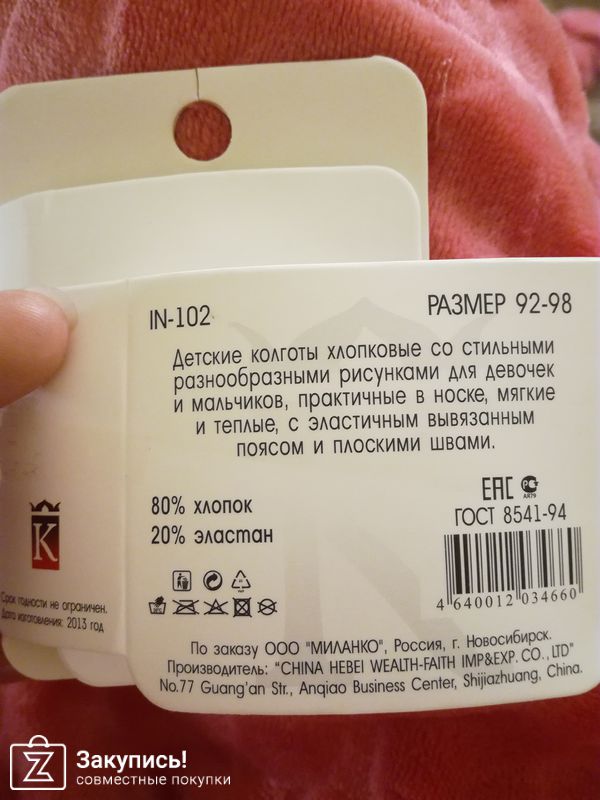 IN-102
РАЗМЕР 92-98
Детские колготы хлопковые со стильными
разнообразными рисунками для девочек
и мальчиков, практичные в носке, мягкие
и теплые, с эластичным вывязанным
поясом и плоскими швами.
80% хлопок
20% эластан
ЕАС
АЯ79
ГОСТ 8541-94
4 640012 034660
K
Срок годности не ограничен.
Дата изготовления: 2013 год
По заказу ООО "МИЛАНКО", Россия, г. Новосибирск.
Производитель: "CHINA HEBEI WEALTH-FAITH IMP&EXP. CO., LTD"
No.77 Guang'an Str., Anqiao Business Center, Shijiazhuang, China.
Закупись!
совместные покупки